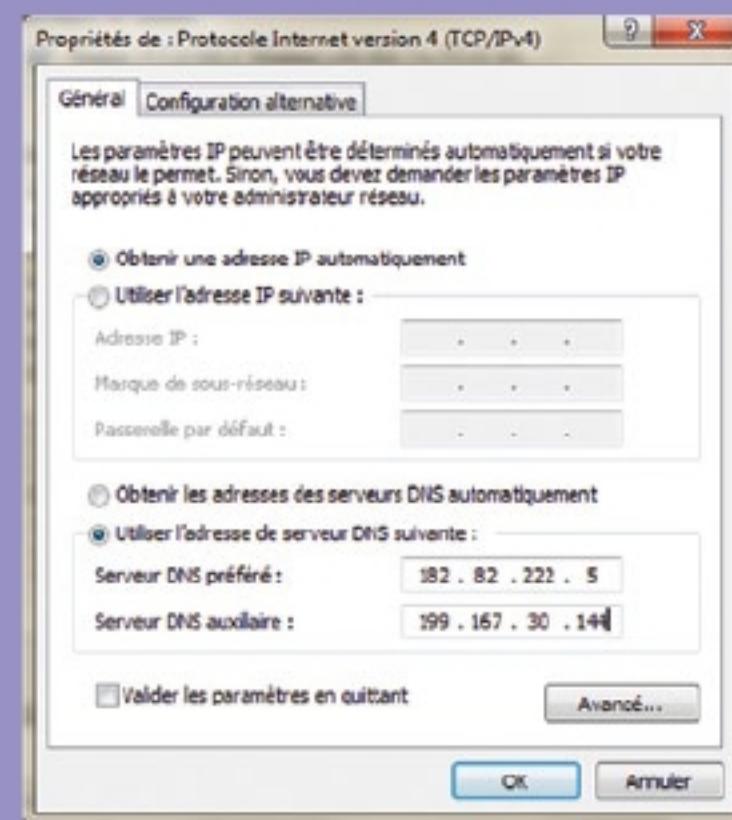 Propriétés de : Protocole Internet version 4 (TCP/IPv4)
Général
Configuration alternative
Les paramètres IP peuvent être déterminés automatiquement si votre
réseau le permet. Sinon, vous devez demander les paramètres IP
appropriés à votre administrateur réseau.
Obtenir une adresse IP automatiquement
Utiliser l'adresse IP suivante :
Adresse IP :
Masque de sous-réseau :
Passerelle par défaut :
Obtenir les adresses des serveurs DNS automatiquement
Utiliser l'adresse de serveur DNS suivante :
Serveur DNS préféré : 182 . 82 . 222 . 5
Serveur DNS auxiliaire : 199 . 167 . 30 . 144
Valider les paramètres en quittant
Avancé...
OK
Annuler